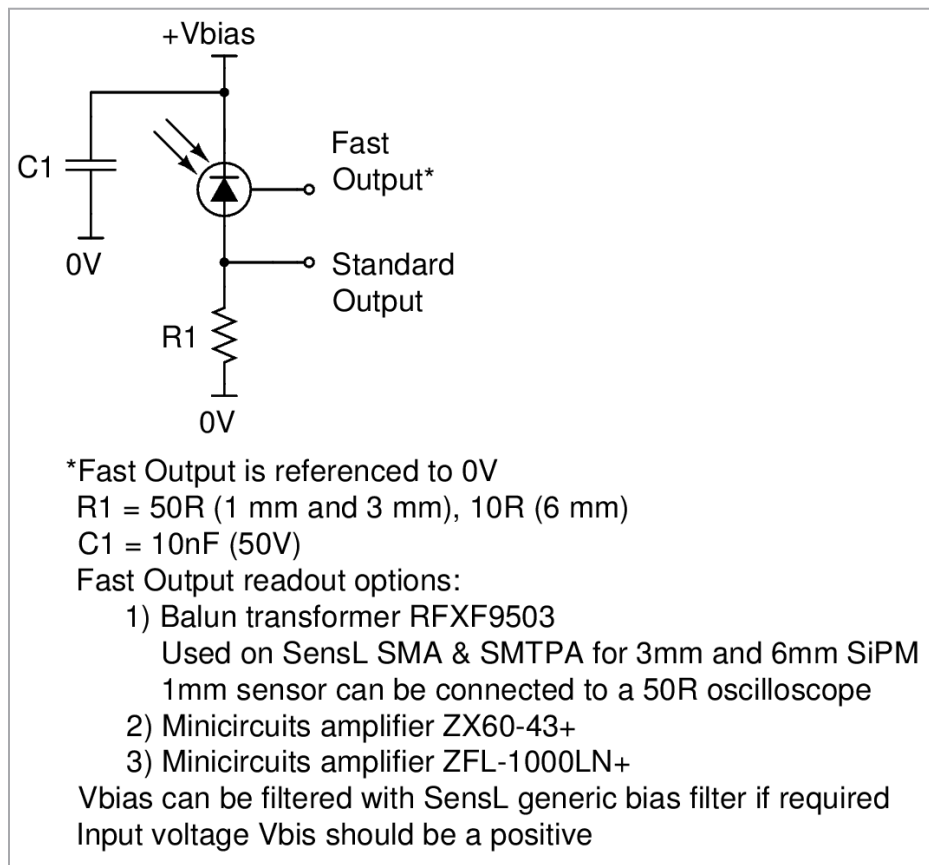 +Vbias
C1
Fast
Output*
0V
Standard
Output
R1
0V
*Fast Output is referenced to 0V
R1 = 50R (1 mm and 3 mm), 10R (6 mm)
C1 = 10nF (50V)
Fast Output readout options:
1) Balun transformer RFXF9503
Used on SensL SMA & SMTPA for 3mm and 6mm SiPM
1mm sensor can be connected to a 50R oscilloscope
2) Minicircuits amplifier ZX60-43+
3) Minicircuits amplifier ZFL-1000LN+
Vbias can be filtered with SensL generic bias filter if required
Input voltage Vbis should be a positive